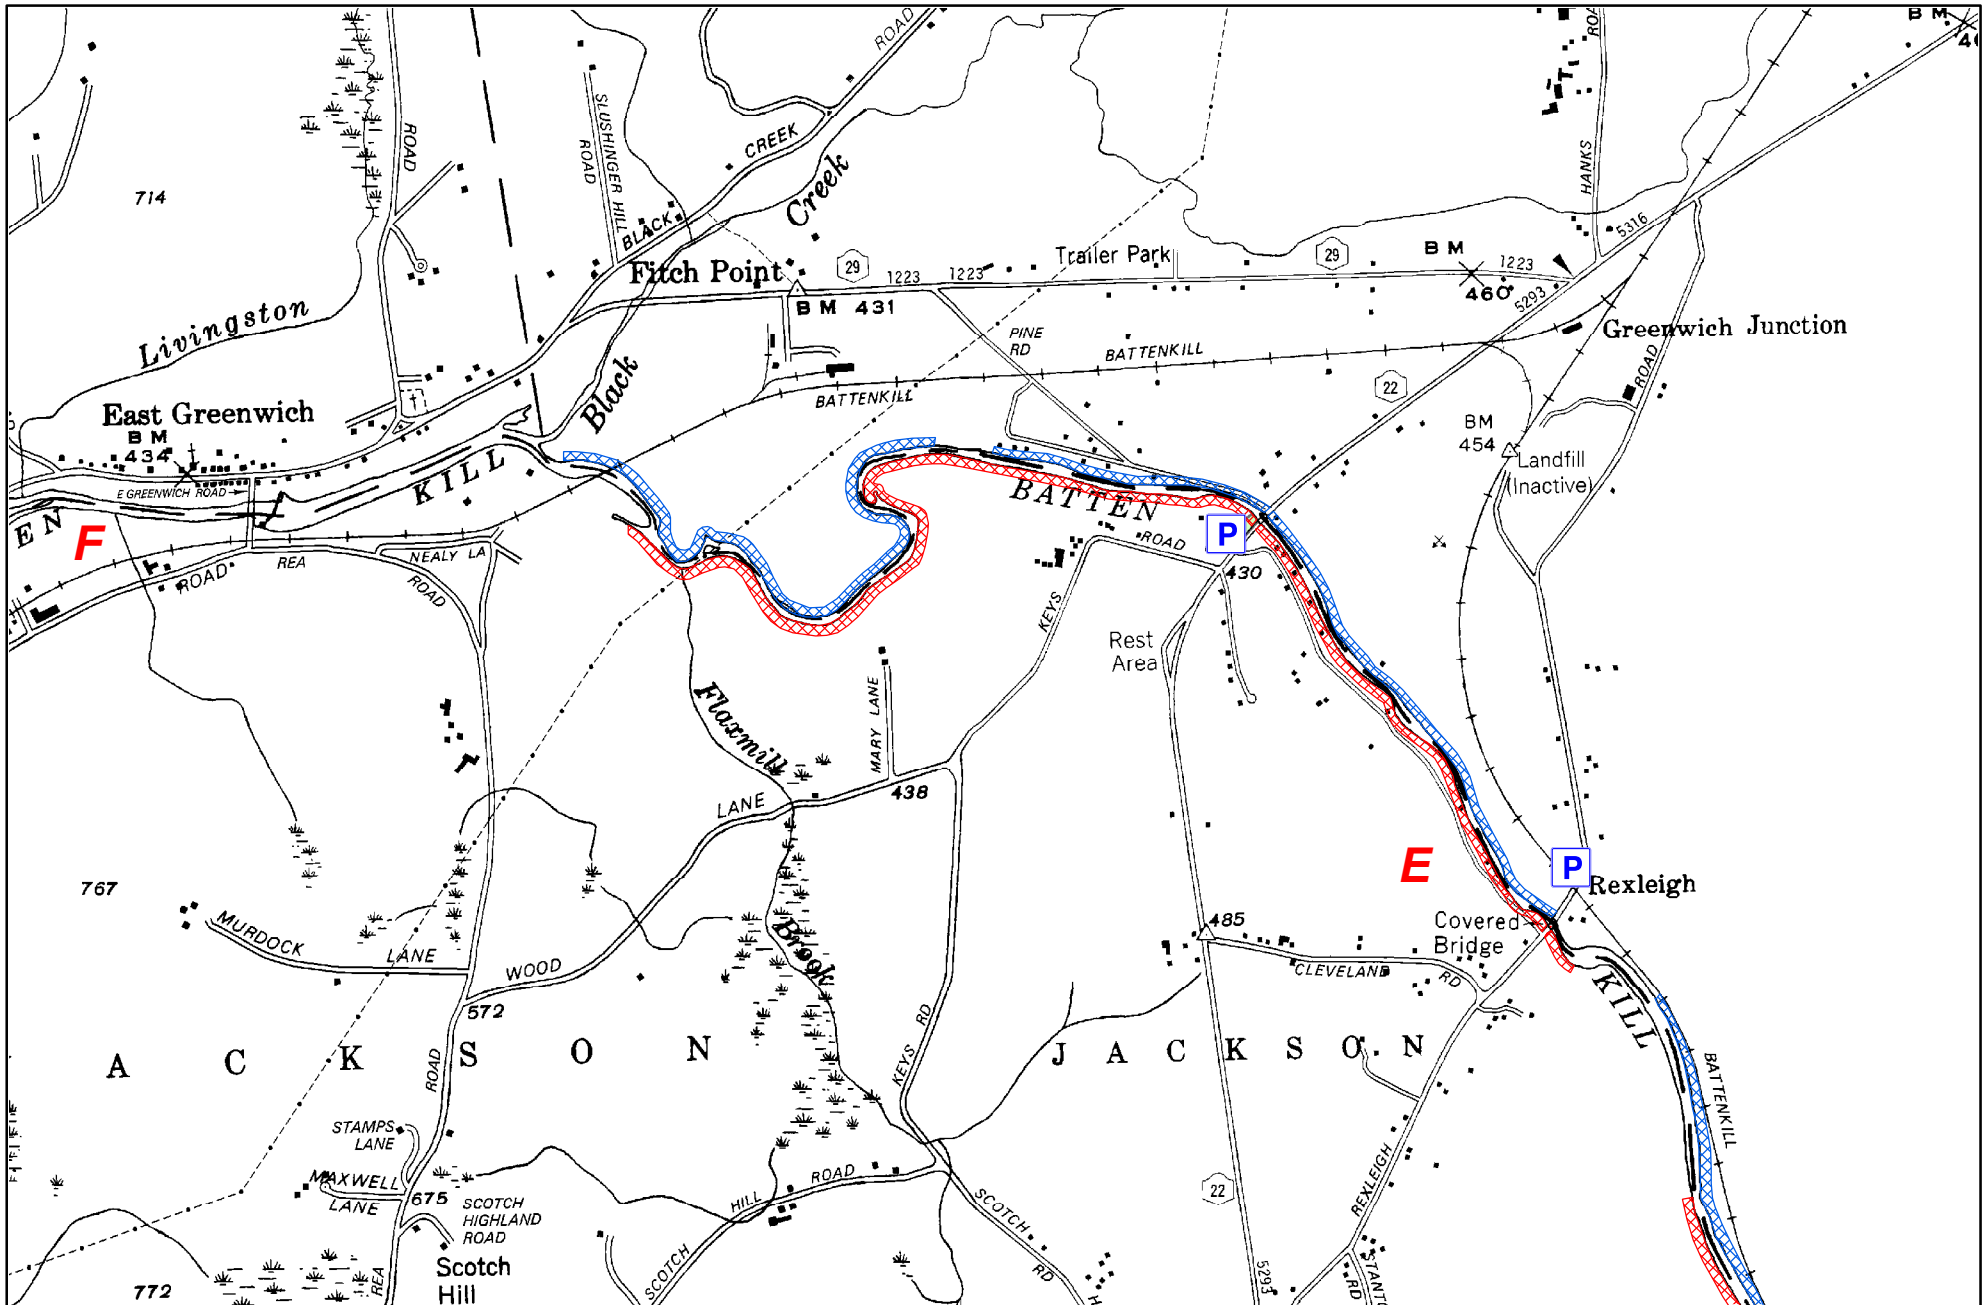 B M
ROAD
ROAD
SLUSHINGER HILL
ROAD
CREEK
BLACK
Creek
714
HANKS
5316
Trailer Park
29
29
B M
1223
1223
1223
460
5293
Fitch Point
B M 431
Livingston
Greenwich Junction
PINE
RD
BATTENKILL
BATTENKILL
22
ROAD
Black
East Greenwich
B M
434
E GREENWICH ROAD
KILL
BM
454
Landfill
(Inactive)
BATTEN
EN
F
P
ROAD
430
NEALY LA
REA
ROAD
ROAD
KEYS
Rest
Area
Flaxmill
MARY LANE
438
LANE
E
P
Rexleigh
767
MURDOCK
LANE
WOOD
Brook
485
Covered
Bridge
CLEVELAND
RD
KILL
572
KEYS RD
A C K S O N
J A C K S O N
ROAD
BATTENKILL
STAMPS
LANE
MAXWELL
LANE
675
SCOTCH
HIGHLAND
ROAD
HILL
ROAD
SCOTCH
RD
22
REXLEIGH
Scotch
Hill
SCOTCH
REA
772
5293
RD